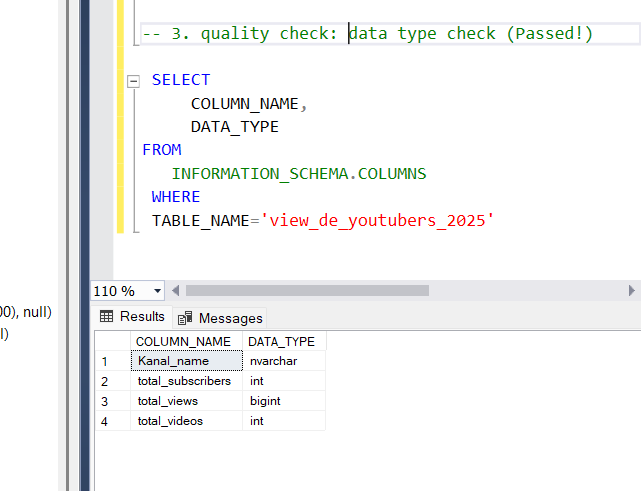 -- 3. quality check: data type check (Passed!)
SELECT
COLUMN_NAME,
DATA_TYPE
FROM
INFORMATION_SCHEMA.COLUMNS
WHERE
TABLE_NAME='view_de_youtubers_2025'
110 %
00), null)
l)
Results Messages
COLUMN_NAME DATA_TYPE
1 Kanal_name nvarchar
2 total_subscribers int
3 total_views bigint
4 total_videos int